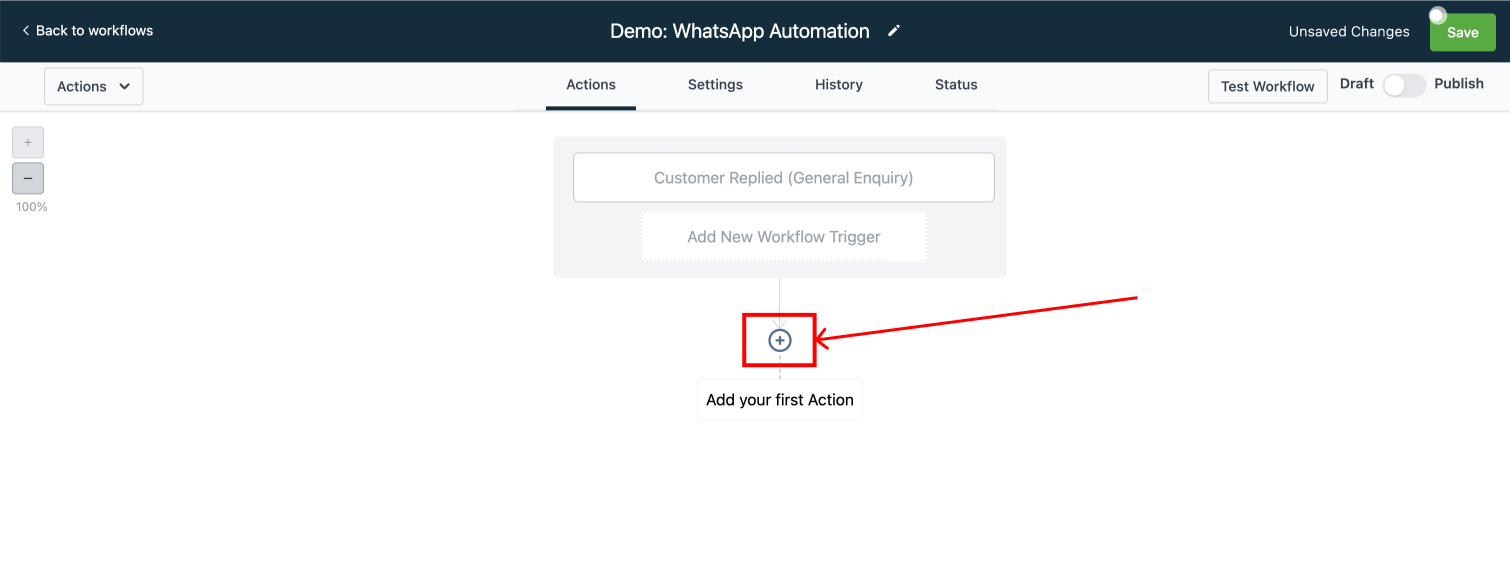 Back to workflows
Demo: WhatsApp Automation
Unsaved Changes
Save
Actions
Actions
Settings
History
Status
Test Workflow
Draft
Publish
+
−
100%
Customer Replied (General Enquiry)
Add New Workflow Trigger
Add your first Action